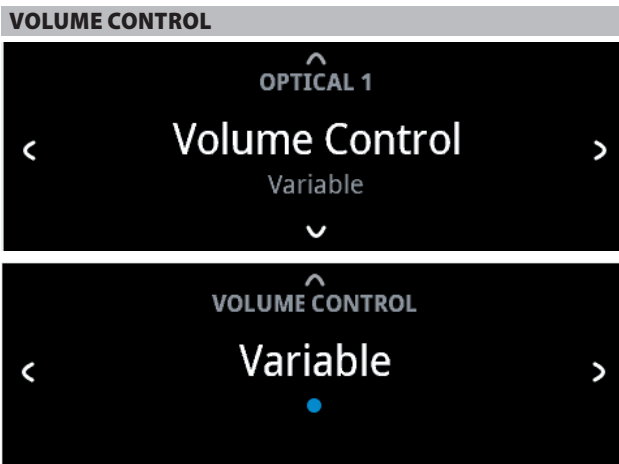 VOLUME CONTROL
OPTICAL 1
Volume Control
Variable
VOLUME CONTROL
Variable